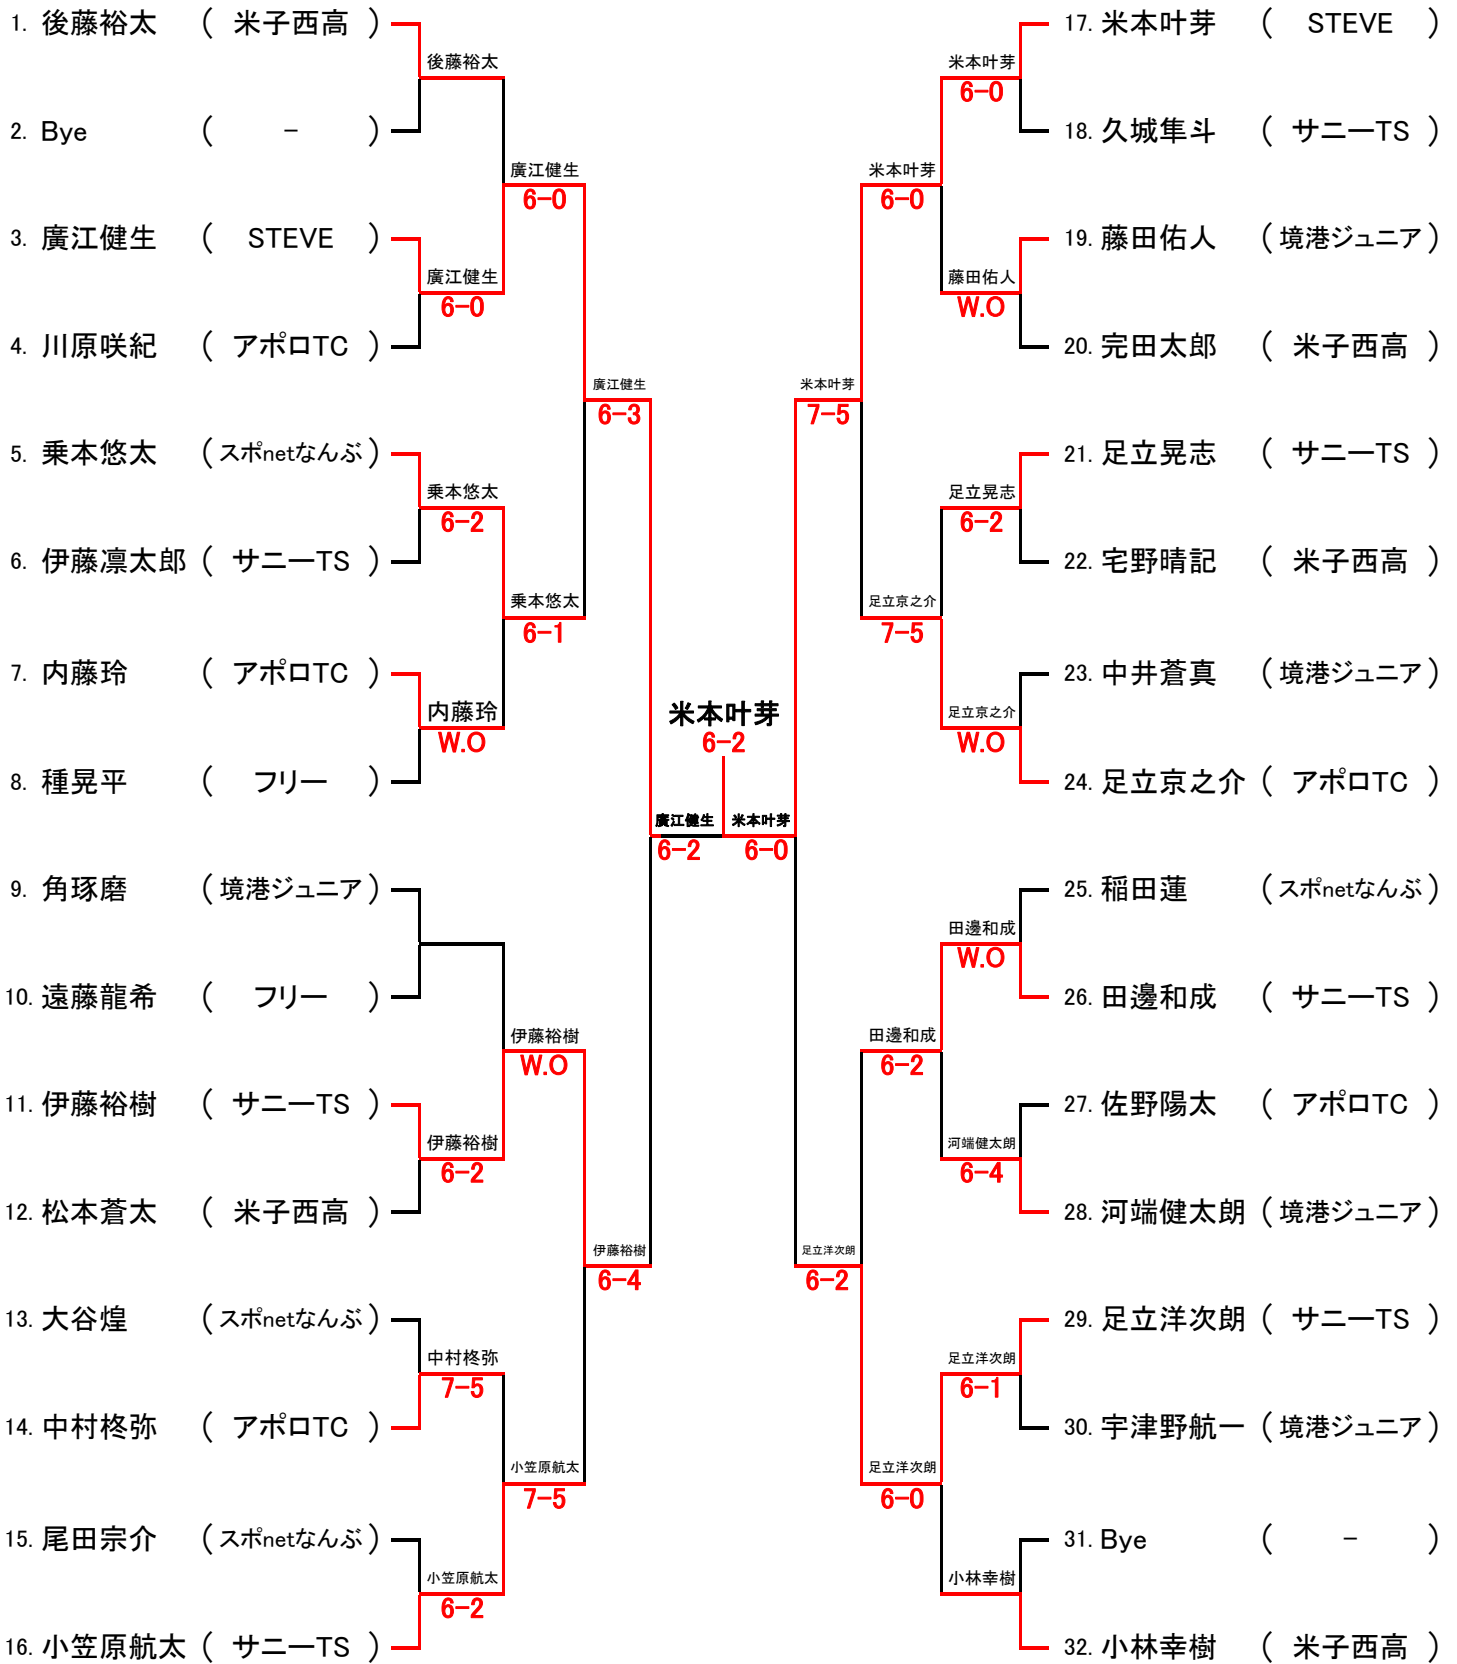 1. 後藤裕太 ( 米子西高 )
後藤裕太
2. Bye ( − )
廣江健生
6-0
3. 廣江健生 ( STEVE )
廣江健生
6-0
4. 川原咲紀 ( アポロTC )
廣江健生
6-3
5. 乗本悠太 ( スポnetなんぶ )
乗本悠太
6-2
6. 伊藤凛太郎 ( サニーTS )
乗本悠太
6-1
7. 内藤玲 ( アポロTC )
内藤玲
W.O
8. 種晃平 ( フリー )
廣江健生
6-2
9. 角琢磨 ( 境港ジュニア )
10. 遠藤龍希 ( フリー )
伊藤裕樹
W.O
11. 伊藤裕樹 ( サニーTS )
伊藤裕樹
6-2
12. 松本蒼太 ( 米子西高 )
伊藤裕樹
6-4
13. 大谷煌 ( スポnetなんぶ )
中村柊弥
7-5
14. 中村柊弥 ( アポロTC )
小笠原航太
7-5
15. 尾田宗介 ( スポnetなんぶ )
小笠原航太
6-2
16. 小笠原航太 ( サニーTS )
米本叶芽
6-2
17. 米本叶芽 ( STEVE )
米本叶芽
6-0
18. 久城隼斗 ( サニーTS )
米本叶芽
6-0
19. 藤田佑人 ( 境港ジュニア )
藤田佑人
W.O
20. 完田太郎 ( 米子西高 )
米本叶芽
7-5
21. 足立晃志 ( サニーTS )
足立晃志
6-2
22. 宅野晴記 ( 米子西高 )
足立京之介
7-5
23. 中井蒼真 ( 境港ジュニア )
足立京之介
W.O
24. 足立京之介 ( アポロTC )
米本叶芽
6-0
25. 稲田蓮 ( スポnetなんぶ )
田邊和成
W.O
26. 田邊和成 ( サニーTS )
田邊和成
6-2
27. 佐野陽太 ( アポロTC )
河端健太朗
6-4
28. 河端健太朗 ( 境港ジュニア )
足立洋次朗
6-2
29. 足立洋次朗 ( サニーTS )
足立洋次朗
6-1
30. 宇津野航一 ( 境港ジュニア )
足立洋次朗
6-0
31. Bye ( − )
小林幸樹
32. 小林幸樹 ( 米子西高 )